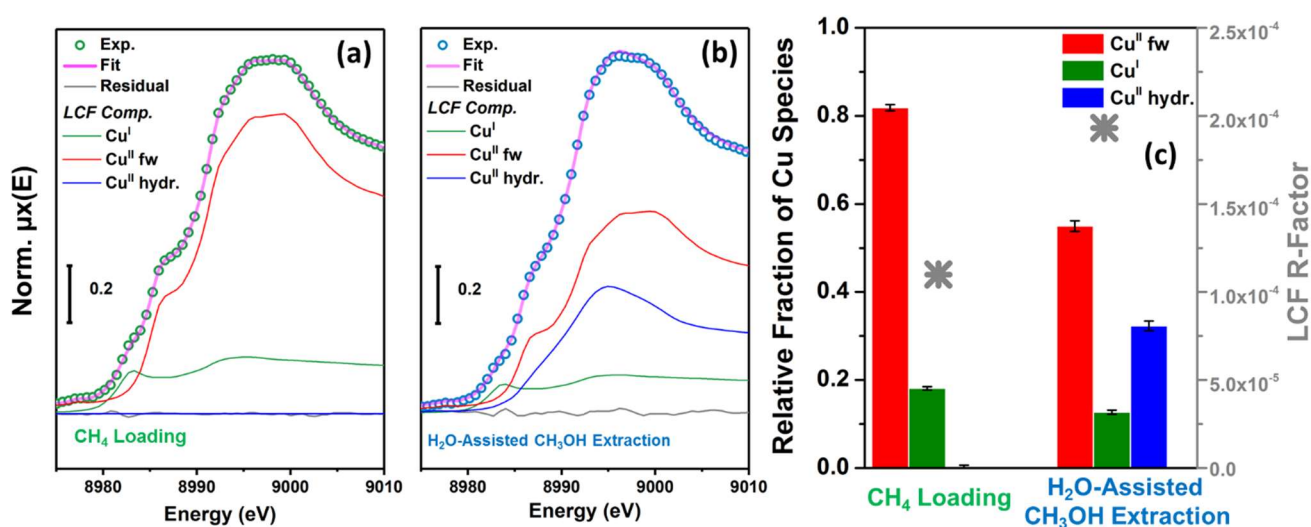 Norm. μx(E)
(a)
Exp.
Fit
Residual
LCF Comp.
Cuᴵ
Cuᴵᴵ fw
Cuᴵᴵ hydr.
0.2
CH₄ Loading
8980 8990 9000 9010
Energy (eV)
(b)
Exp.
Fit
Residual
LCF Comp.
Cuᴵ
Cuᴵᴵ fw
Cuᴵᴵ hydr.
0.2
H₂O-Assisted CH₃OH Extraction
8980 8990 9000 9010
Energy (eV)
Relative Fraction of Cu Species
1.0
0.8
0.6
0.4
0.2
0.0
Cuᴵᴵ fw
Cuᴵ
Cuᴵᴵ hydr.
(c)
CH₄ Loading
H₂O-Assisted
CH₃OH Extraction
2.5x10⁻⁴
2.0x10⁻⁴
1.5x10⁻⁴
1.0x10⁻⁴
5.0x10⁻⁵
0.0
LCF R-Factor